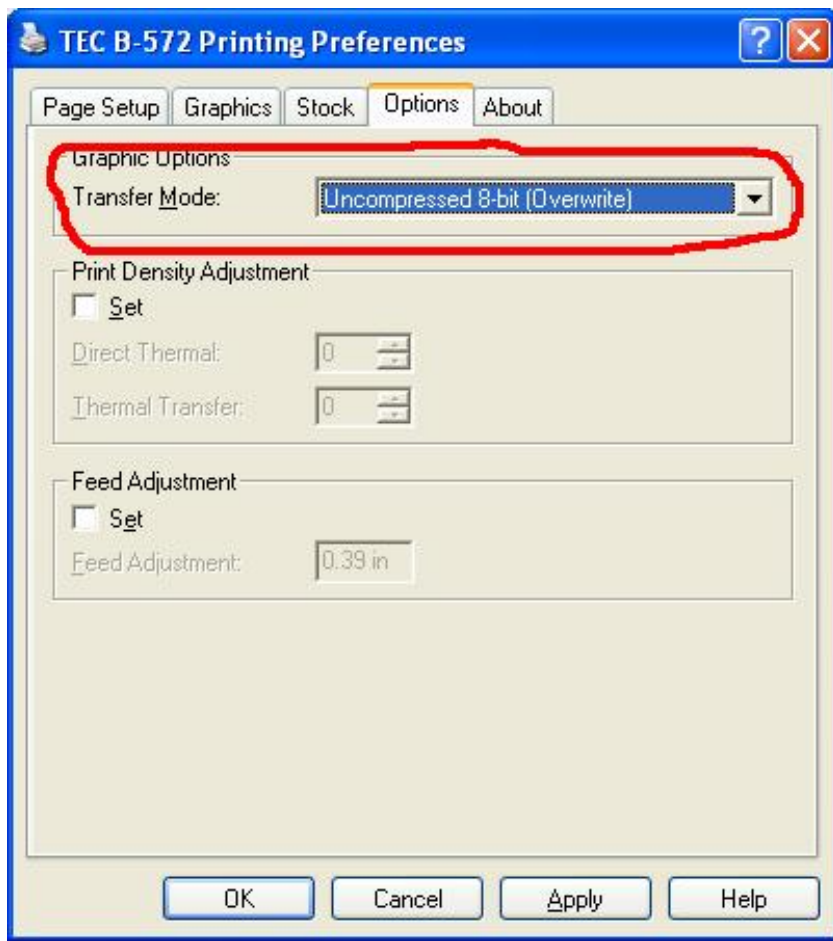 TEC B-572 Printing Preferences
Page Setup Graphics Stock Options About
Graphic Options
Transfer Mode: Uncompressed 8-bit (Overwrite)
Print Density Adjustment
Set
Direct Thermal: 0
Thermal Transfer: 0
Feed Adjustment
Set
Feed Adjustment: 0.39 in
OK Cancel Apply Help